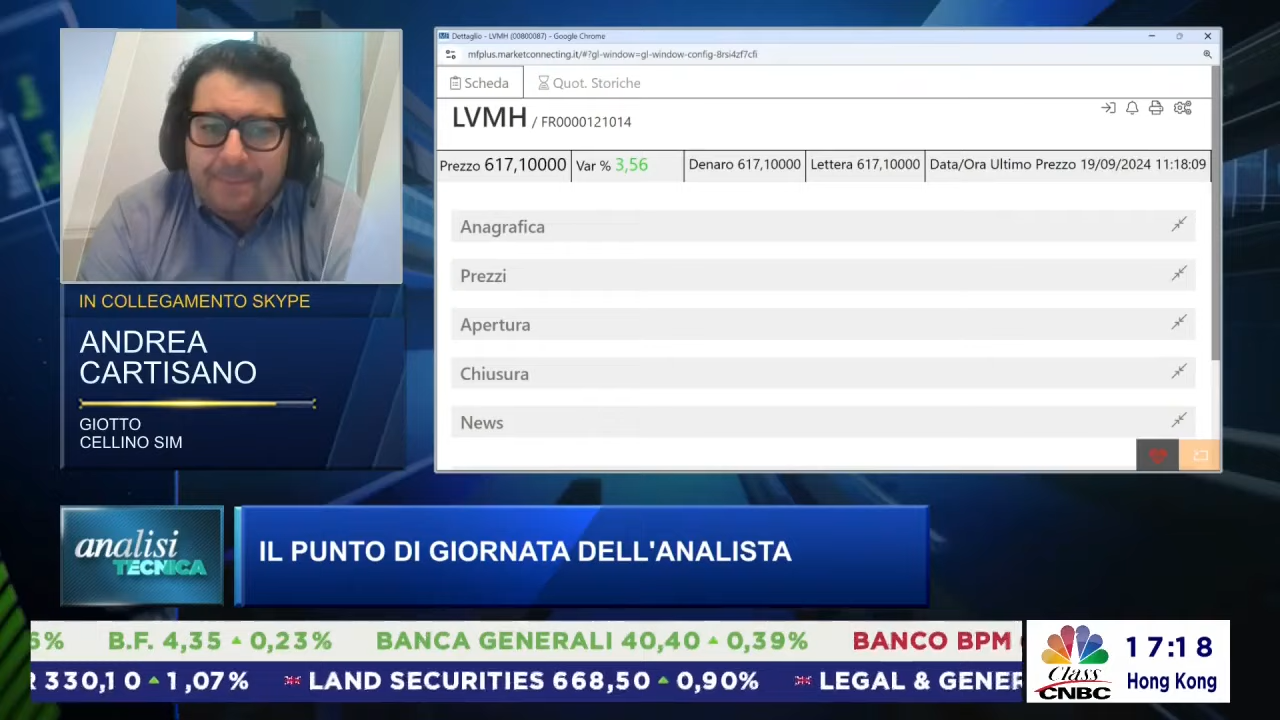 Dettaglio - LVMH (00800087) - Google Chrome
mfplus.marketconnecting.it/#?gl-window=gl-window-config-8rsi4zf7cfi
Scheda
Quot. Storiche
LVMH / FR0000121014
Prezzo 617,10000 Var % 3,56 Denaro 617,10000 Lettera 617,10000 Data/Ora Ultimo Prezzo 19/09/2024 11:18:09
Anagrafica
Prezzi
Apertura
Chiusura
News
IN COLLEGAMENTO SKYPE
ANDREA
CARTISANO
GIOTTO
CELLINO SIM
analisi
TECNICA
IL PUNTO DI GIORNATA DELL'ANALISTA
6% B.F. 4,35 0,23% BANCA GENERALI 40,40 0,39% BANCO BPM
R 330,10 1,07% LAND SECURITIES 668,50 0,90% LEGAL & GENER
Class
CNBC
17:18
Hong Kong